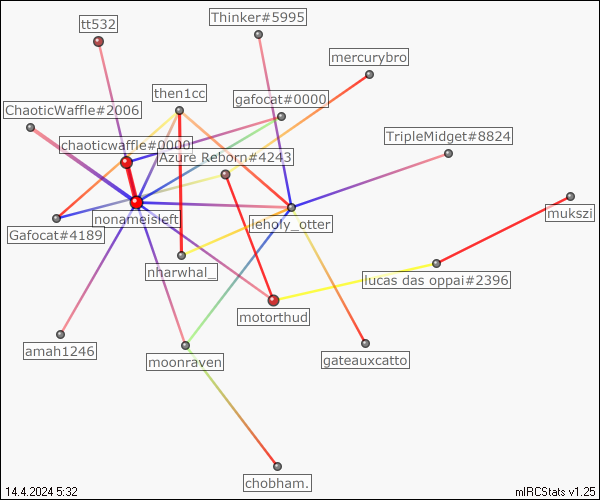 tt532
Thinker#5995
mercurybro
then1cc
gafocat#0000
ChaoticWaffle#2006
TripleMidget#8824
chaoticwaffle#0000
Azure Reborn#4243
mukszi
nonameisleft
leholy_otter
Gafocat#4189
nharwhal_
lucas das oppai#2396
motorthud
amah1246
moonraven
gateauxcatto
chobham.
14.4.2024 5:32
mIRCStats v1.25